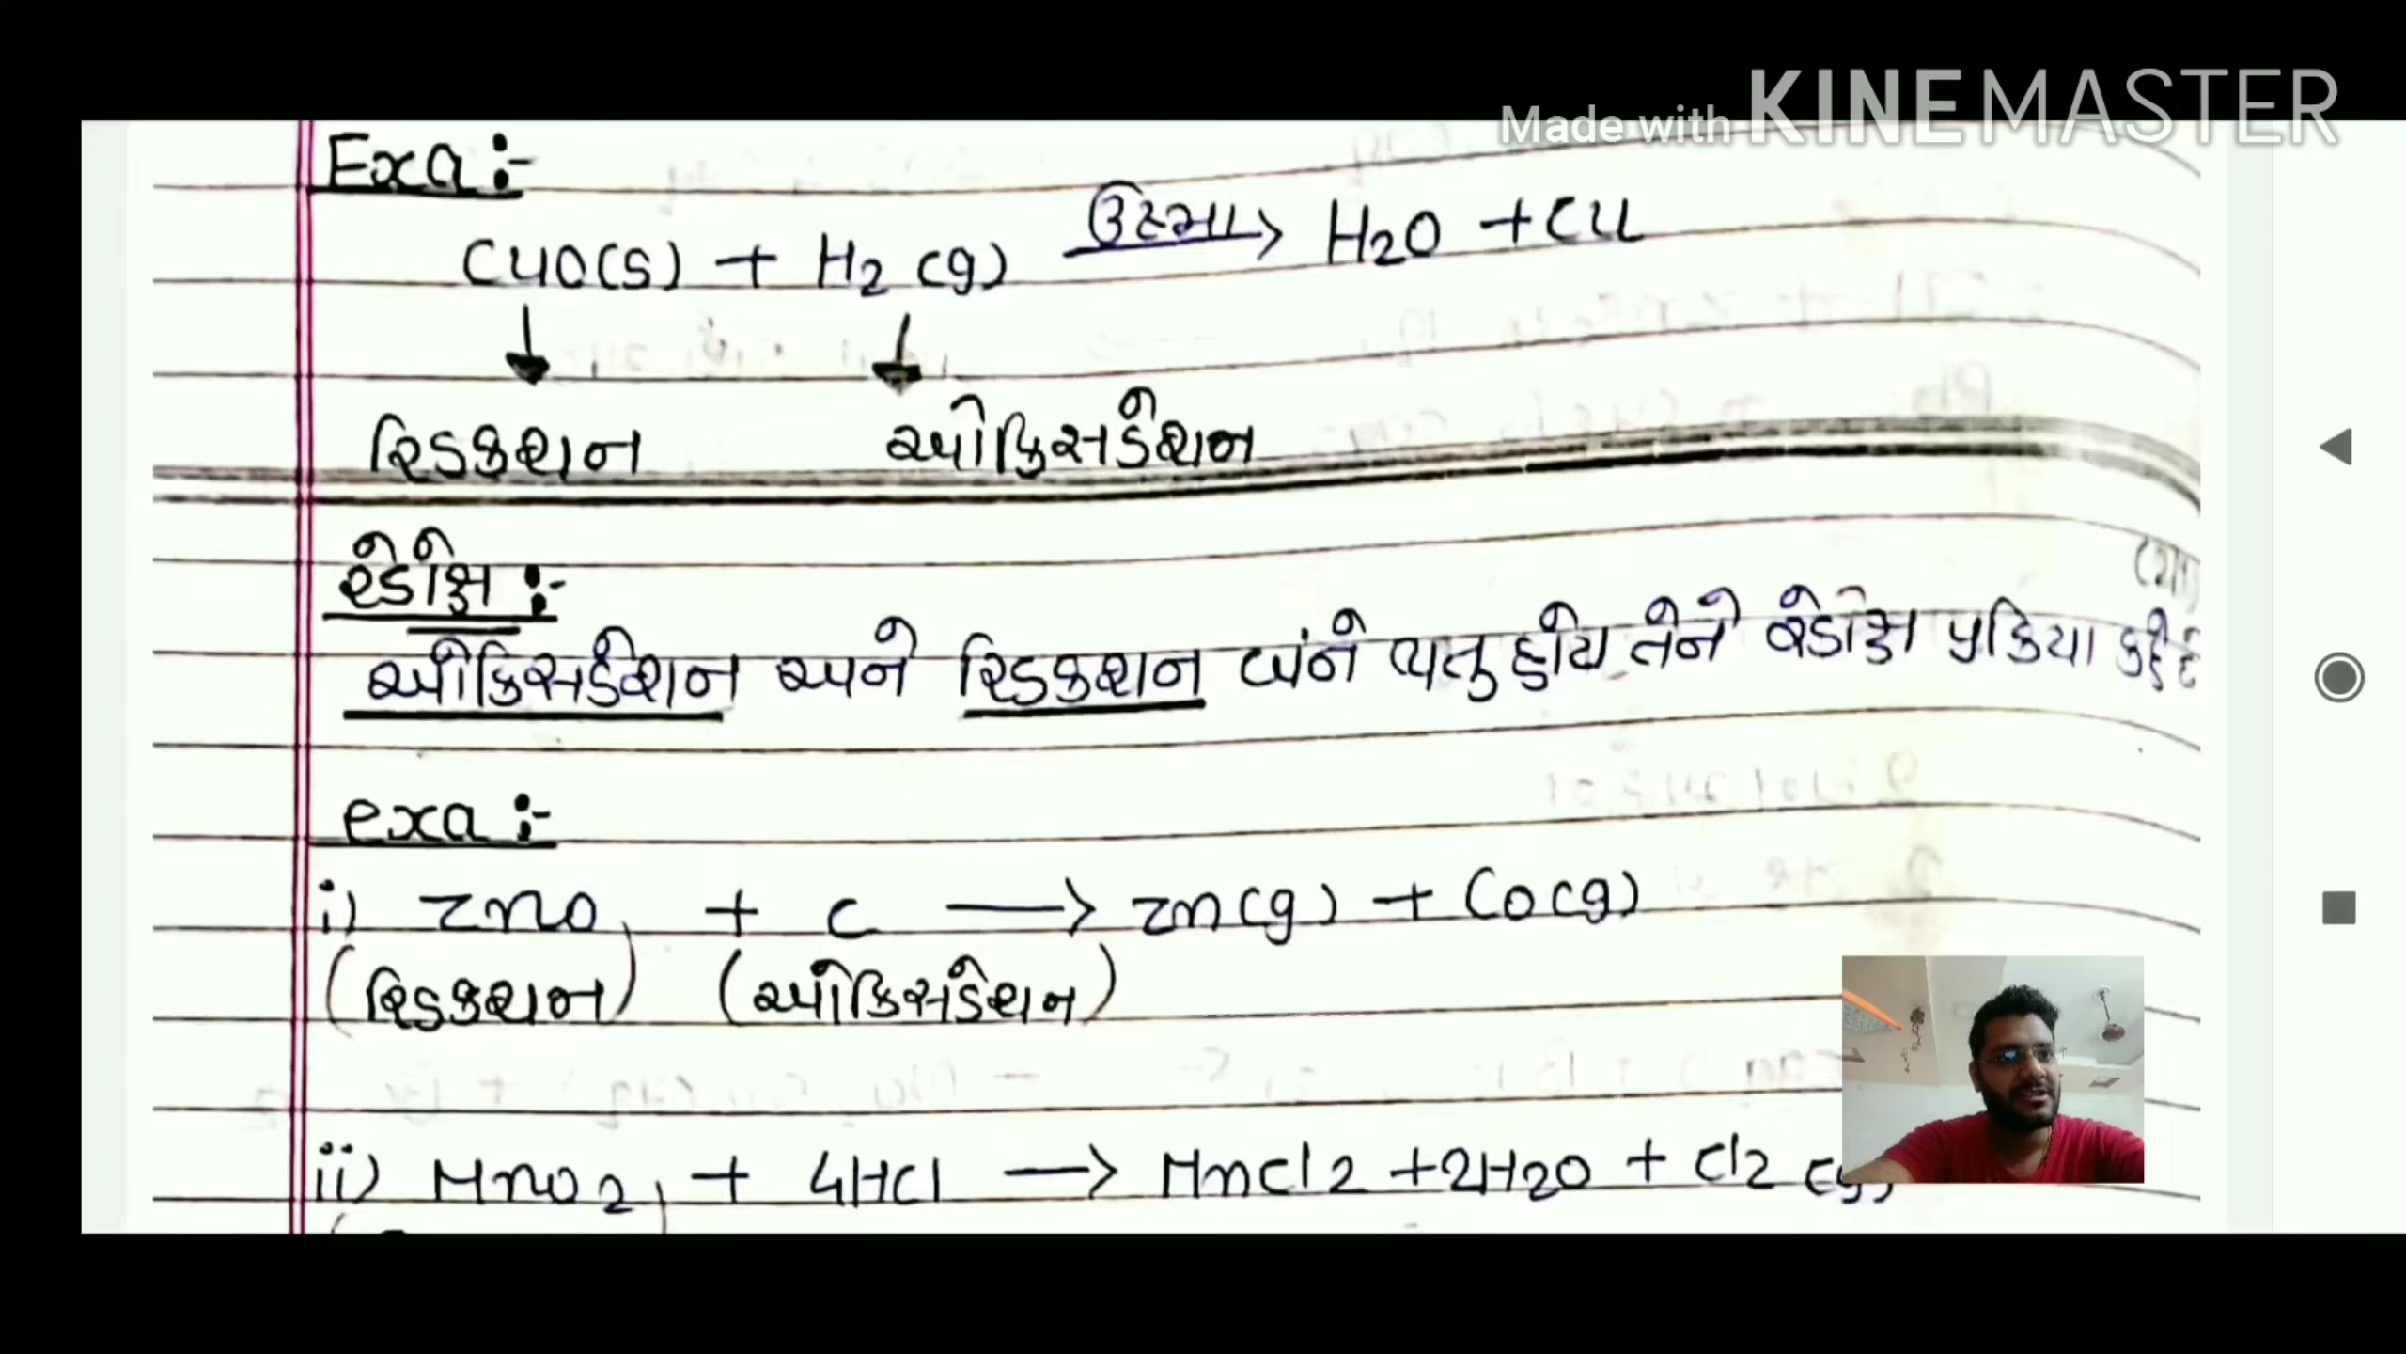 Made with KINEMASTER
Exa:-
CuO(s) + H2 (g) ઉષ્મા→ H2O + Cu
રિડક્શન ઓક્સિડેશન
રેડોક્ષ :-
ઓક્સિડેશન અને રિડક્શન બંને થતુ હોય તેને રેડોક્ષ પ્રક્રિયા કહે છે
exa :-
i) ZnO + C → Zn(g) + CO(g)
(રિડક્શન) (ઓક્સિડેશન)
ii) MnO2 + 4HCl → MnCl2 + 2H2O + Cl2 (g)